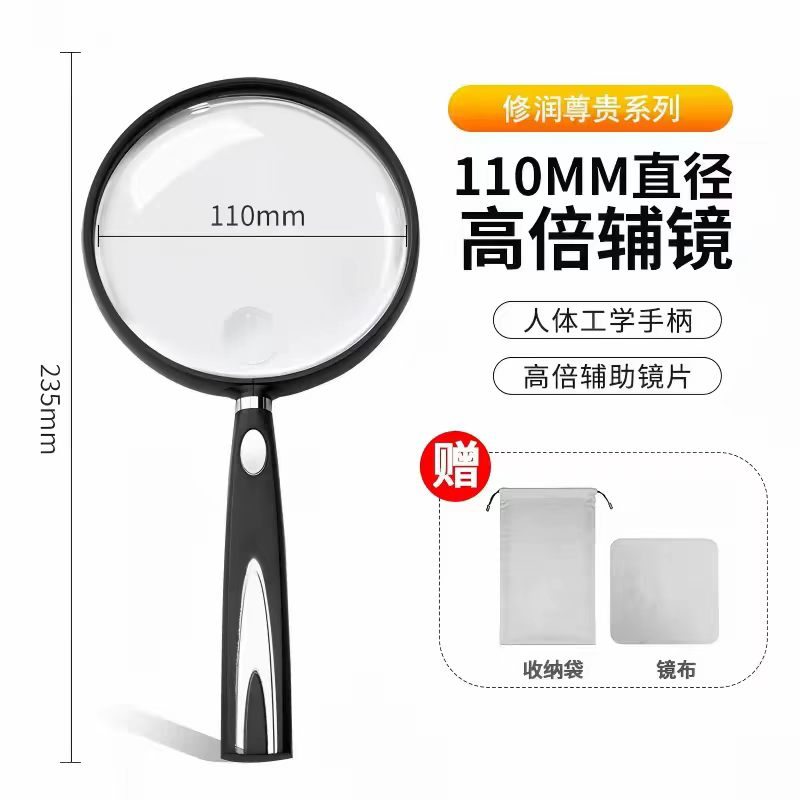 修润尊贵系列
110MM直径
高倍辅镜
人体工学手柄
高倍辅助镜片
110mm
235mm
赠
收纳袋
镜布